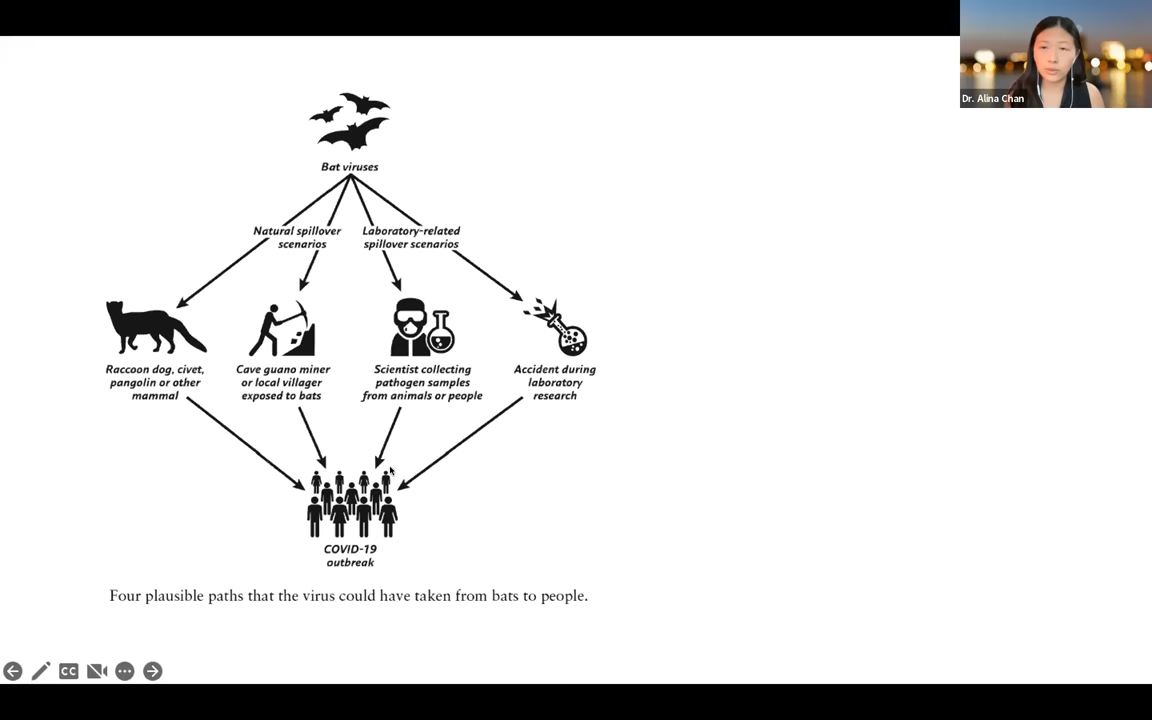 Dr. Alina Chan
Bat viruses
Natural spillover
scenarios
Laboratory-related
spillover scenarios
Raccoon dog, civet,
pangolin or other
mammal
Cave guano miner
or local villager
exposed to bats
Scientist collecting
pathogen samples
from animals or people
Accident during
laboratory
research
COVID-19
outbreak
Four plausible paths that the virus could have taken from bats to people.
CC